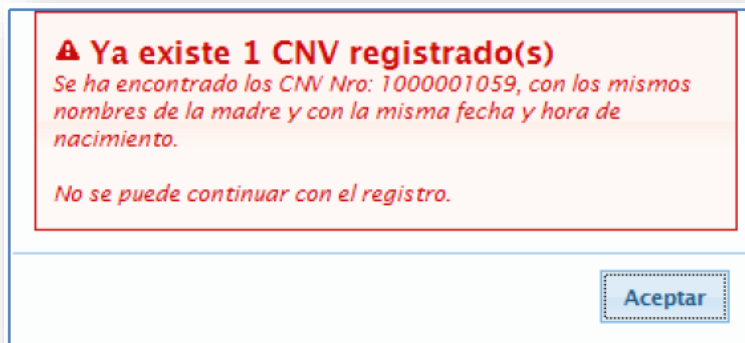 Ya existe 1 CNV registrado(s)
Se ha encontrado los CNV Nro: 1000001059, con los mismos
nombres de la madre y con la misma fecha y hora de
nacimiento.
No se puede continuar con el registro.
Aceptar